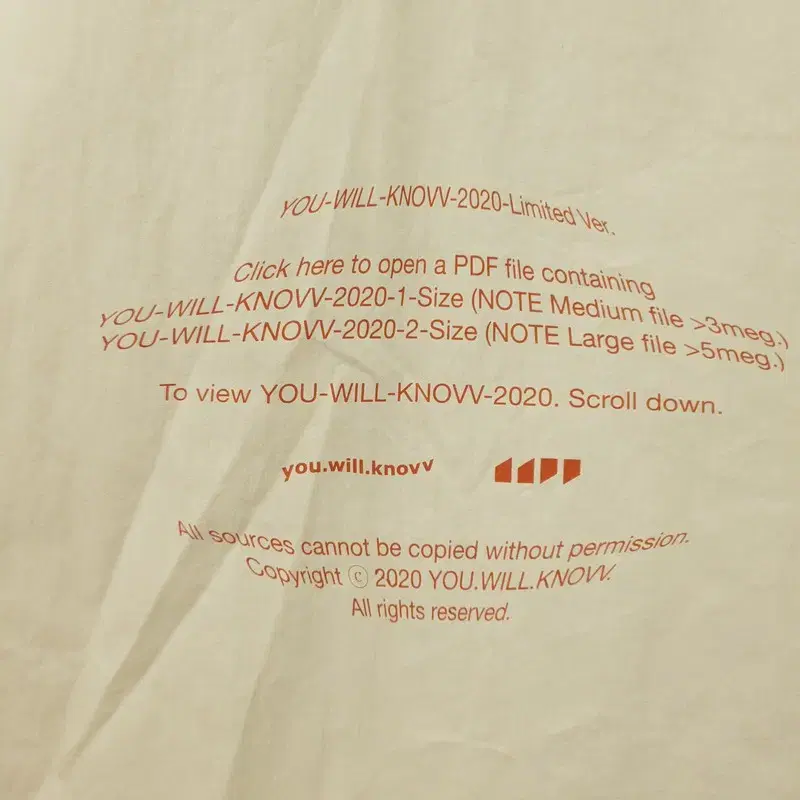 YOU-WILL-KNOVV-2020-Limited Ver.
Click here to open a PDF file containing
YOU-WILL-KNOVV-2020-1-Size (NOTE Medium file >3meg.)
YOU-WILL-KNOVV-2020-2-Size (NOTE Large file >5meg.)
To view YOU-WILL-KNOVV-2020. Scroll down.
you.will.knovv
All sources cannot be copied without permission.
Copyright ⓒ 2020 YOU.WILL.KNOVV.
All rights reserved.